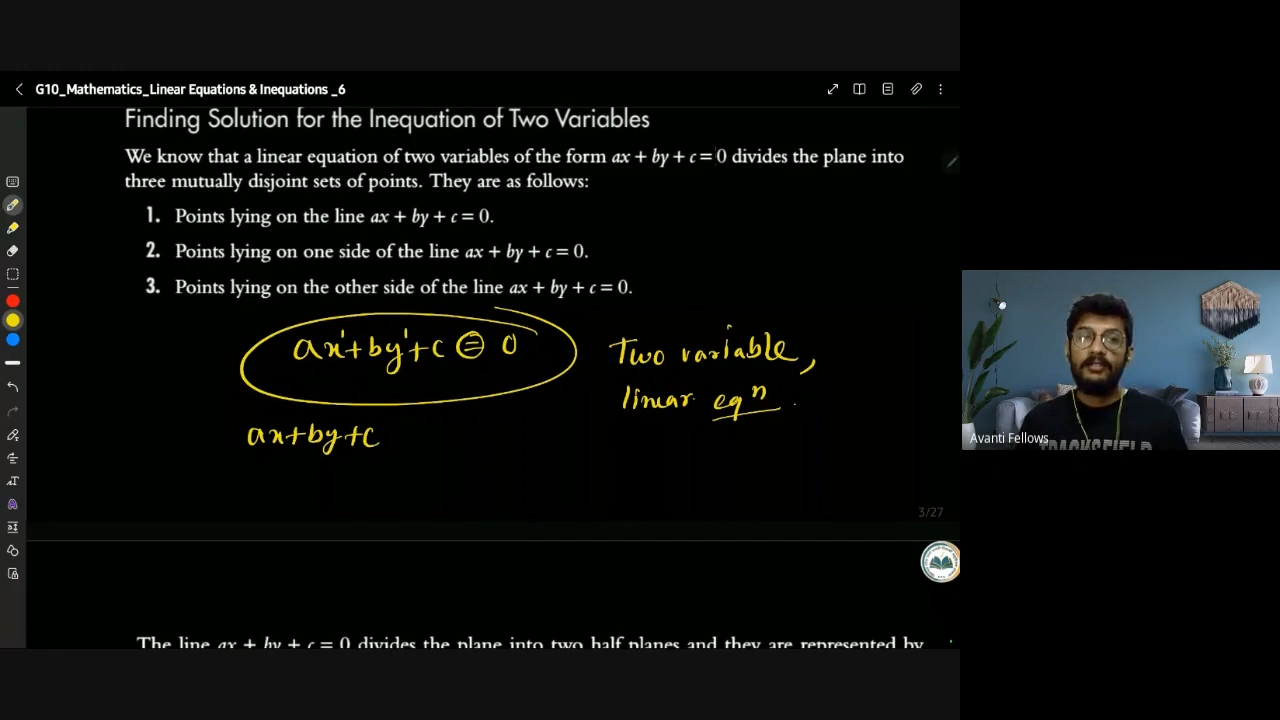 G10_Mathematics_Linear Equations & Inequations _6
Finding Solution for the Inequation of Two Variables
We know that a linear equation of two variables of the form ax + by + c = 0 divides the plane into
three mutually disjoint sets of points. They are as follows:
1. Points lying on the line ax + by + c = 0.
2. Points lying on one side of the line ax + by + c = 0.
3. Points lying on the other side of the line ax + by + c = 0.
ax¹+by¹+c = 0
Two variable,
linear eqⁿ.
ax+by+c
3/27
The line ax + by + c = 0 divides the plane into two half planes and they are represented by
Avanti Fellows